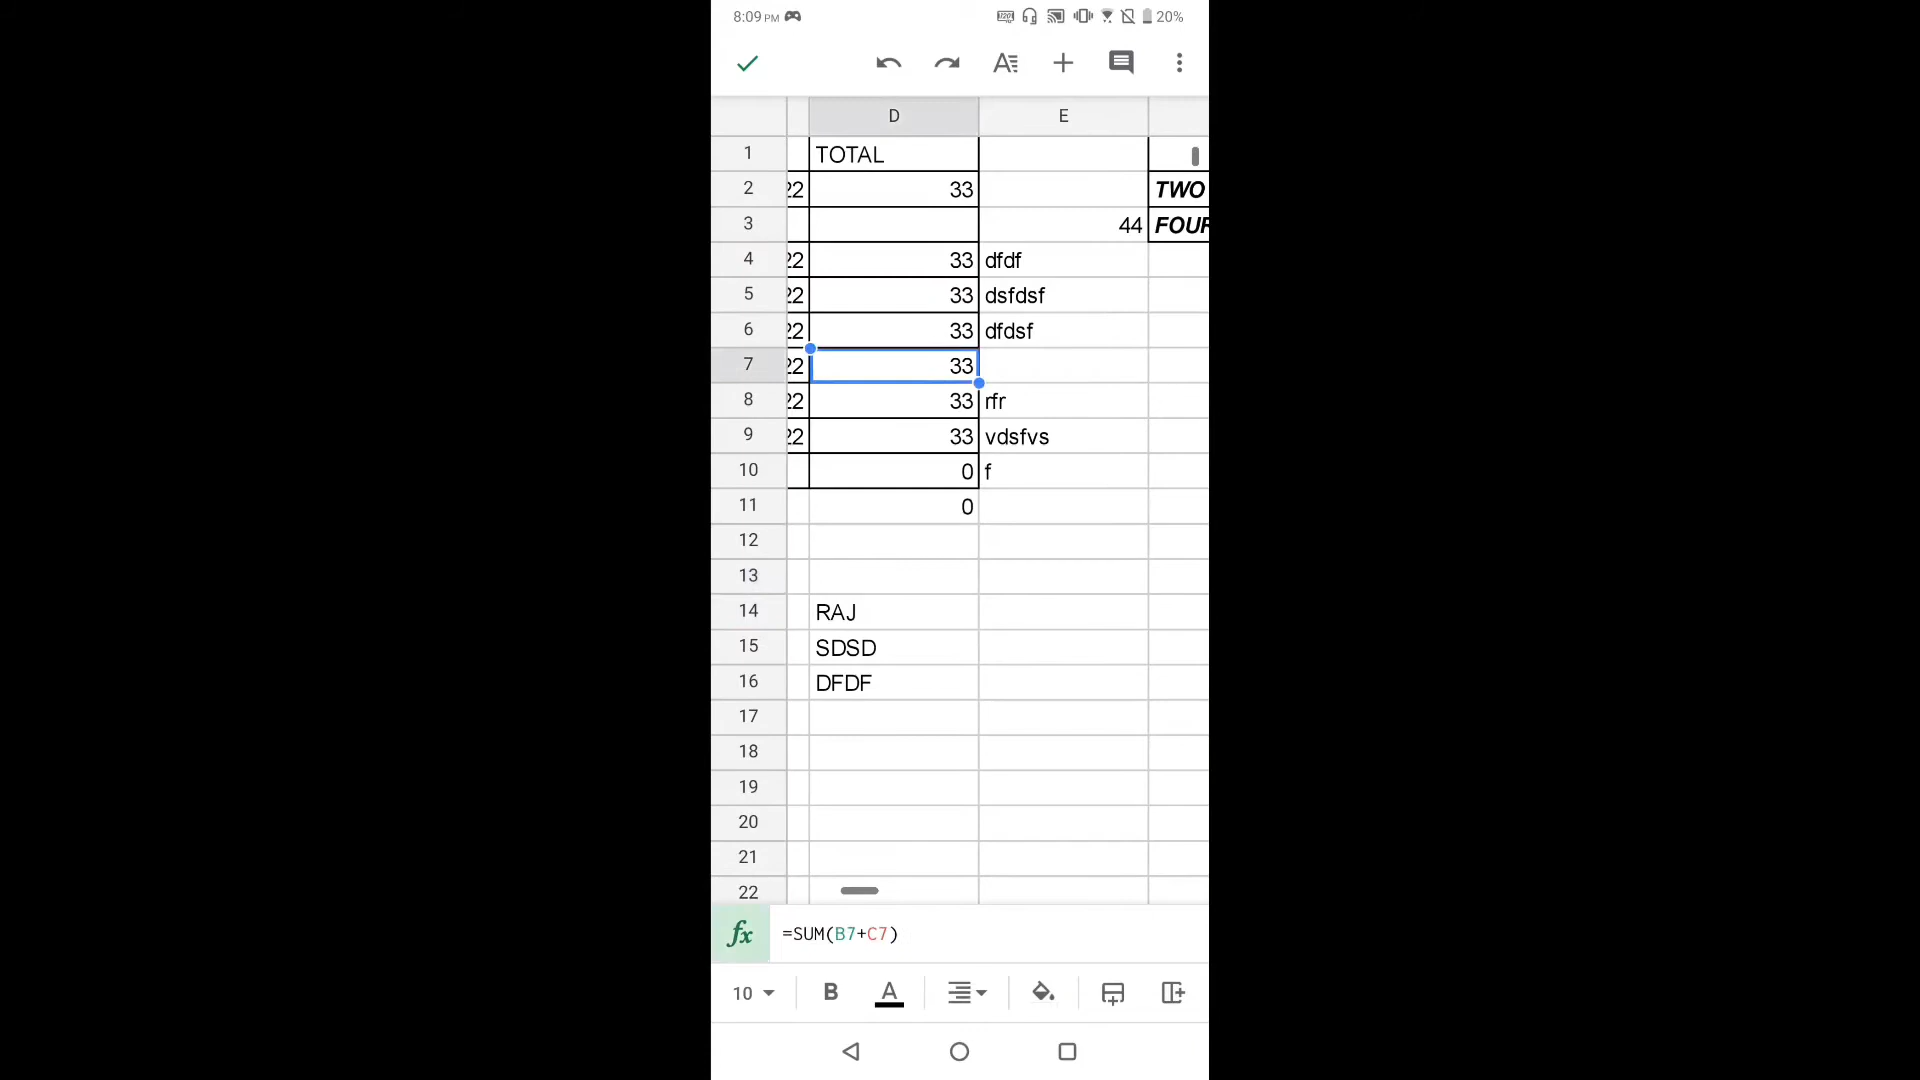 8:09 PM 20%
D E
1 TOTAL
2 22 33 TWO
3 44 FOUR
4 22 33 dfdf
5 22 33 dsfdsf
6 22 33 dfdsf
7 22 33
8 22 33 rfr
9 22 33 vdsfvs
10 0 f
11 0
12
13
14 RAJ
15 SDSD
16 DFDF
17
18
19
20
21
22
fx =SUM(B7+C7)
10 B A